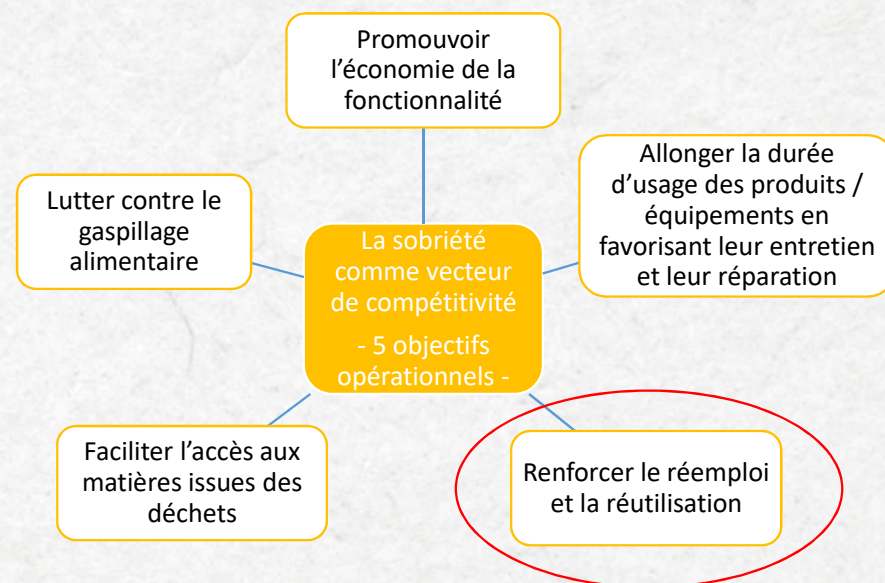 Promouvoir
l’économie de la
fonctionnalité
Allonger la durée
d’usage des produits /
équipements en
favorisant leur entretien
et leur réparation
Lutter contre le
gaspillage
alimentaire
La sobriété
comme vecteur
de compétitivité
- 5 objectifs
opérationnels -
Faciliter l’accès aux
matières issues des
déchets
Renforcer le réemploi
et la réutilisation